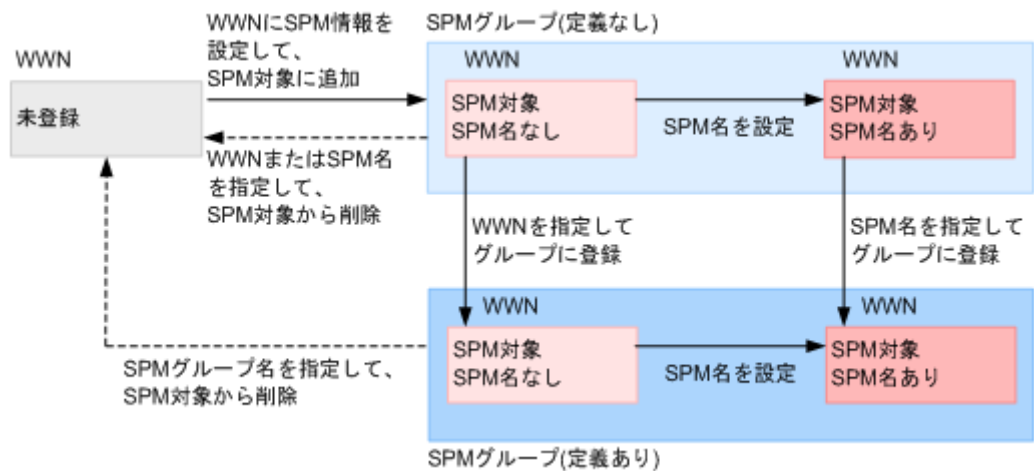 WWN
未登録
WWNにSPM情報を
設定して、
SPM対象に追加
WWNまたはSPM名
を指定して、
SPM対象から削除
SPMグループ(定義なし)
WWN
SPM対象
SPM名なし
SPM名を設定
WWN
SPM対象
SPM名あり
WWNを指定して
グループに登録
SPM名を指定して
グループに登録
WWN
SPM対象
SPM名なし
SPM名を設定
WWN
SPM対象
SPM名あり
SPMグループ名を指定して、
SPM対象から削除
SPMグループ(定義あり)